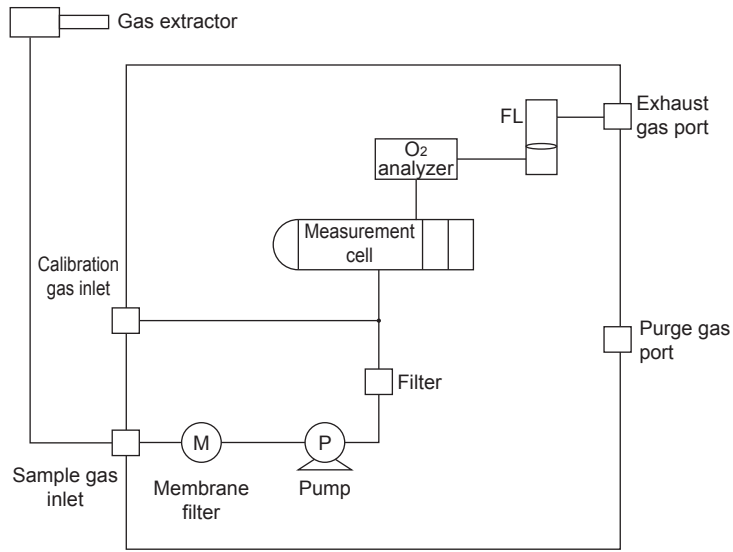 Gas extractor
FL
Exhaust
gas port
O2
analyzer
Measurement
cell
Calibration
gas inlet
Purge gas
port
Filter
M
P
Sample gas
inlet
Membrane
filter
Pump